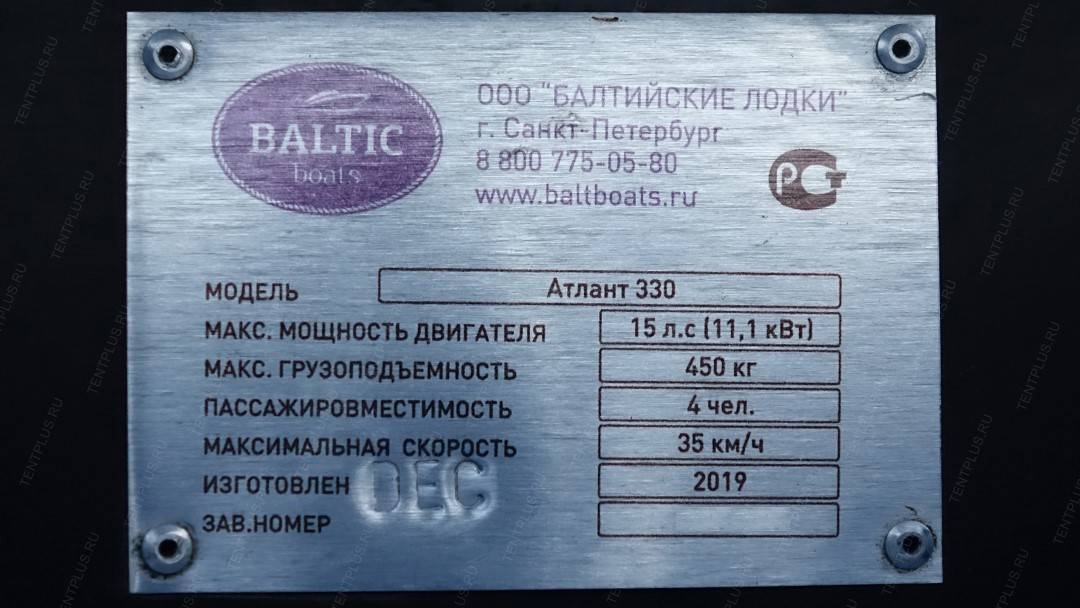 BALTIC
boats
ООО "БАЛТИЙСКИЕ ЛОДКИ"
г. Санкт-Петербург
8 800 775-05-80
www.baltboats.ru
РСТ
МОДЕЛЬ Атлант 330
МАКС. МОЩНОСТЬ ДВИГАТЕЛЯ 15 л.с (11,1 кВт)
МАКС. ГРУЗОПОДЪЕМНОСТЬ 450 кг
ПАССАЖИРОВМЕСТИМОСТЬ 4 чел.
МАКСИМАЛЬНАЯ СКОРОСТЬ 35 км/ч
ИЗГОТОВЛЕН DEC 2019
ЗАВ.НОМЕР
TENTPLUS.RU